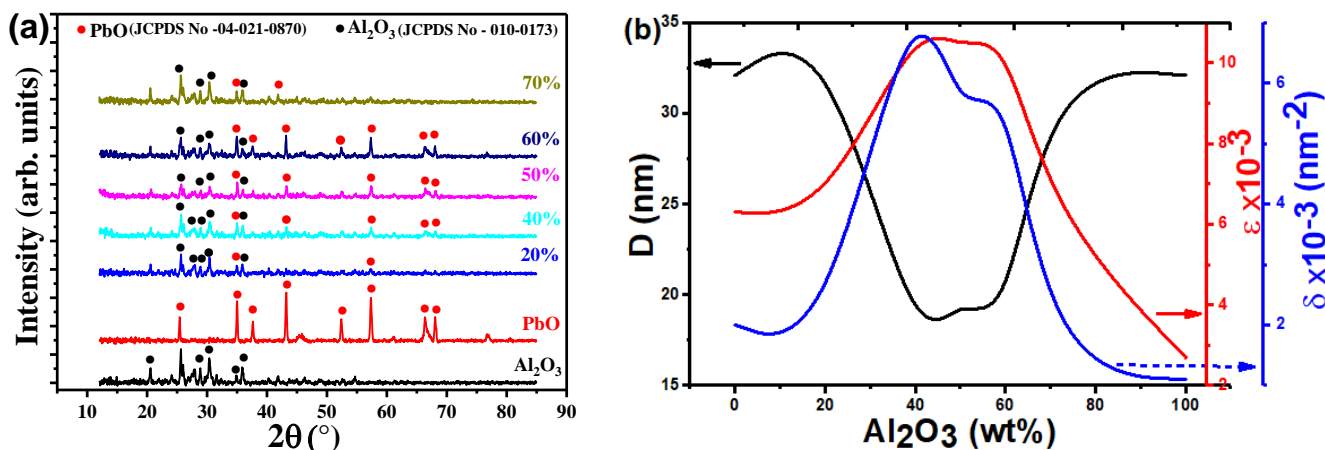 (a)
PbO (JCPDS No -04-021-0870)
Al2O3 (JCPDS No - 010-0173)
70%
60%
50%
40%
20%
PbO
Al2O3
Intensity (arb. units)
10 20 30 40 50 60 70 80 90
2θ (°)
(b)
35
30
25
20
15
D (nm)
0 20 40 60 80 100
Al2O3 (wt%)
10
8
6
4
2
ε x10-3
6
4
2
δ x10-3 (nm-2)